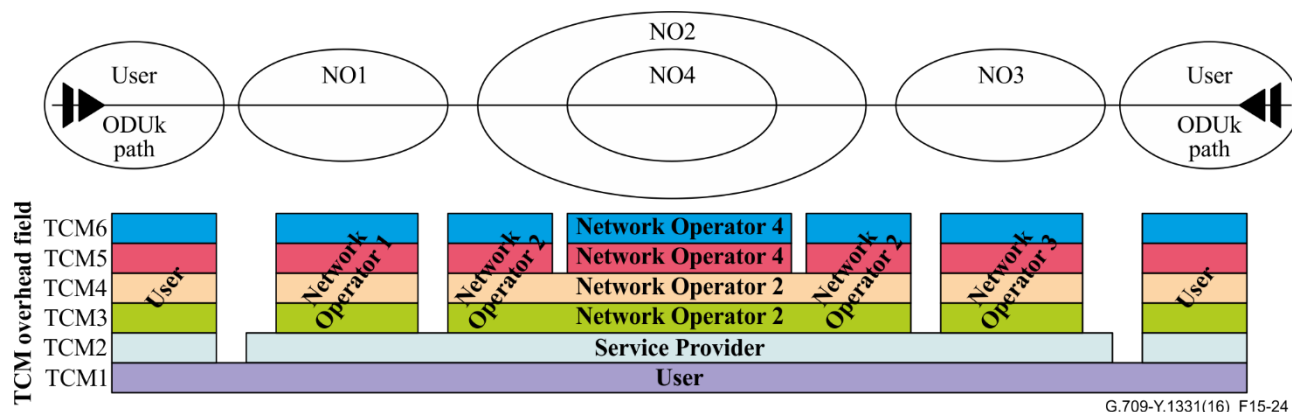 NO2
User
NO1
NO4
NO3
User
ODUk
path
ODUk
path
TCM overhead field
TCM6
TCM5
TCM4
TCM3
TCM2
TCM1
User
Network
Operator 1
Network
Operator 2
Network Operator 4
Network Operator 4
Network Operator 2
Network Operator 2
Network
Operator 2
Network
Operator 3
User
Service Provider
User
G.709-Y.1331(16)_F15-24